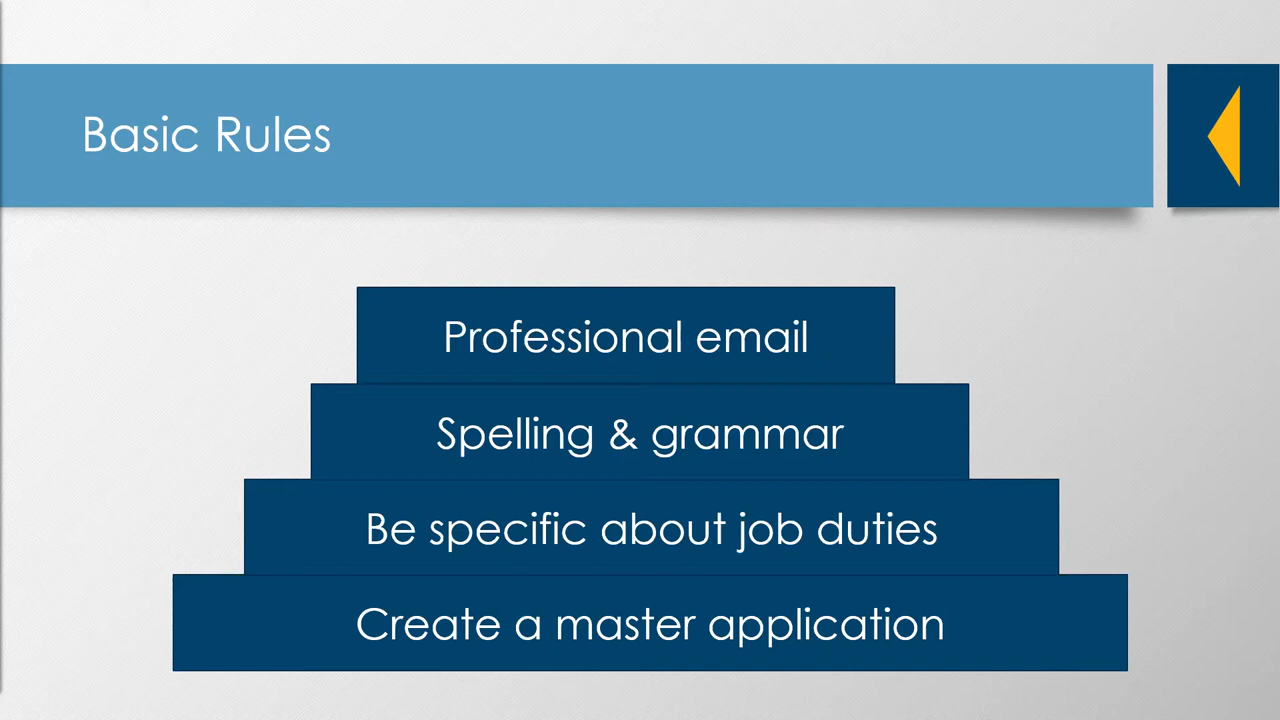 Basic Rules
Professional email
Spelling & grammar
Be specific about job duties
Create a master application